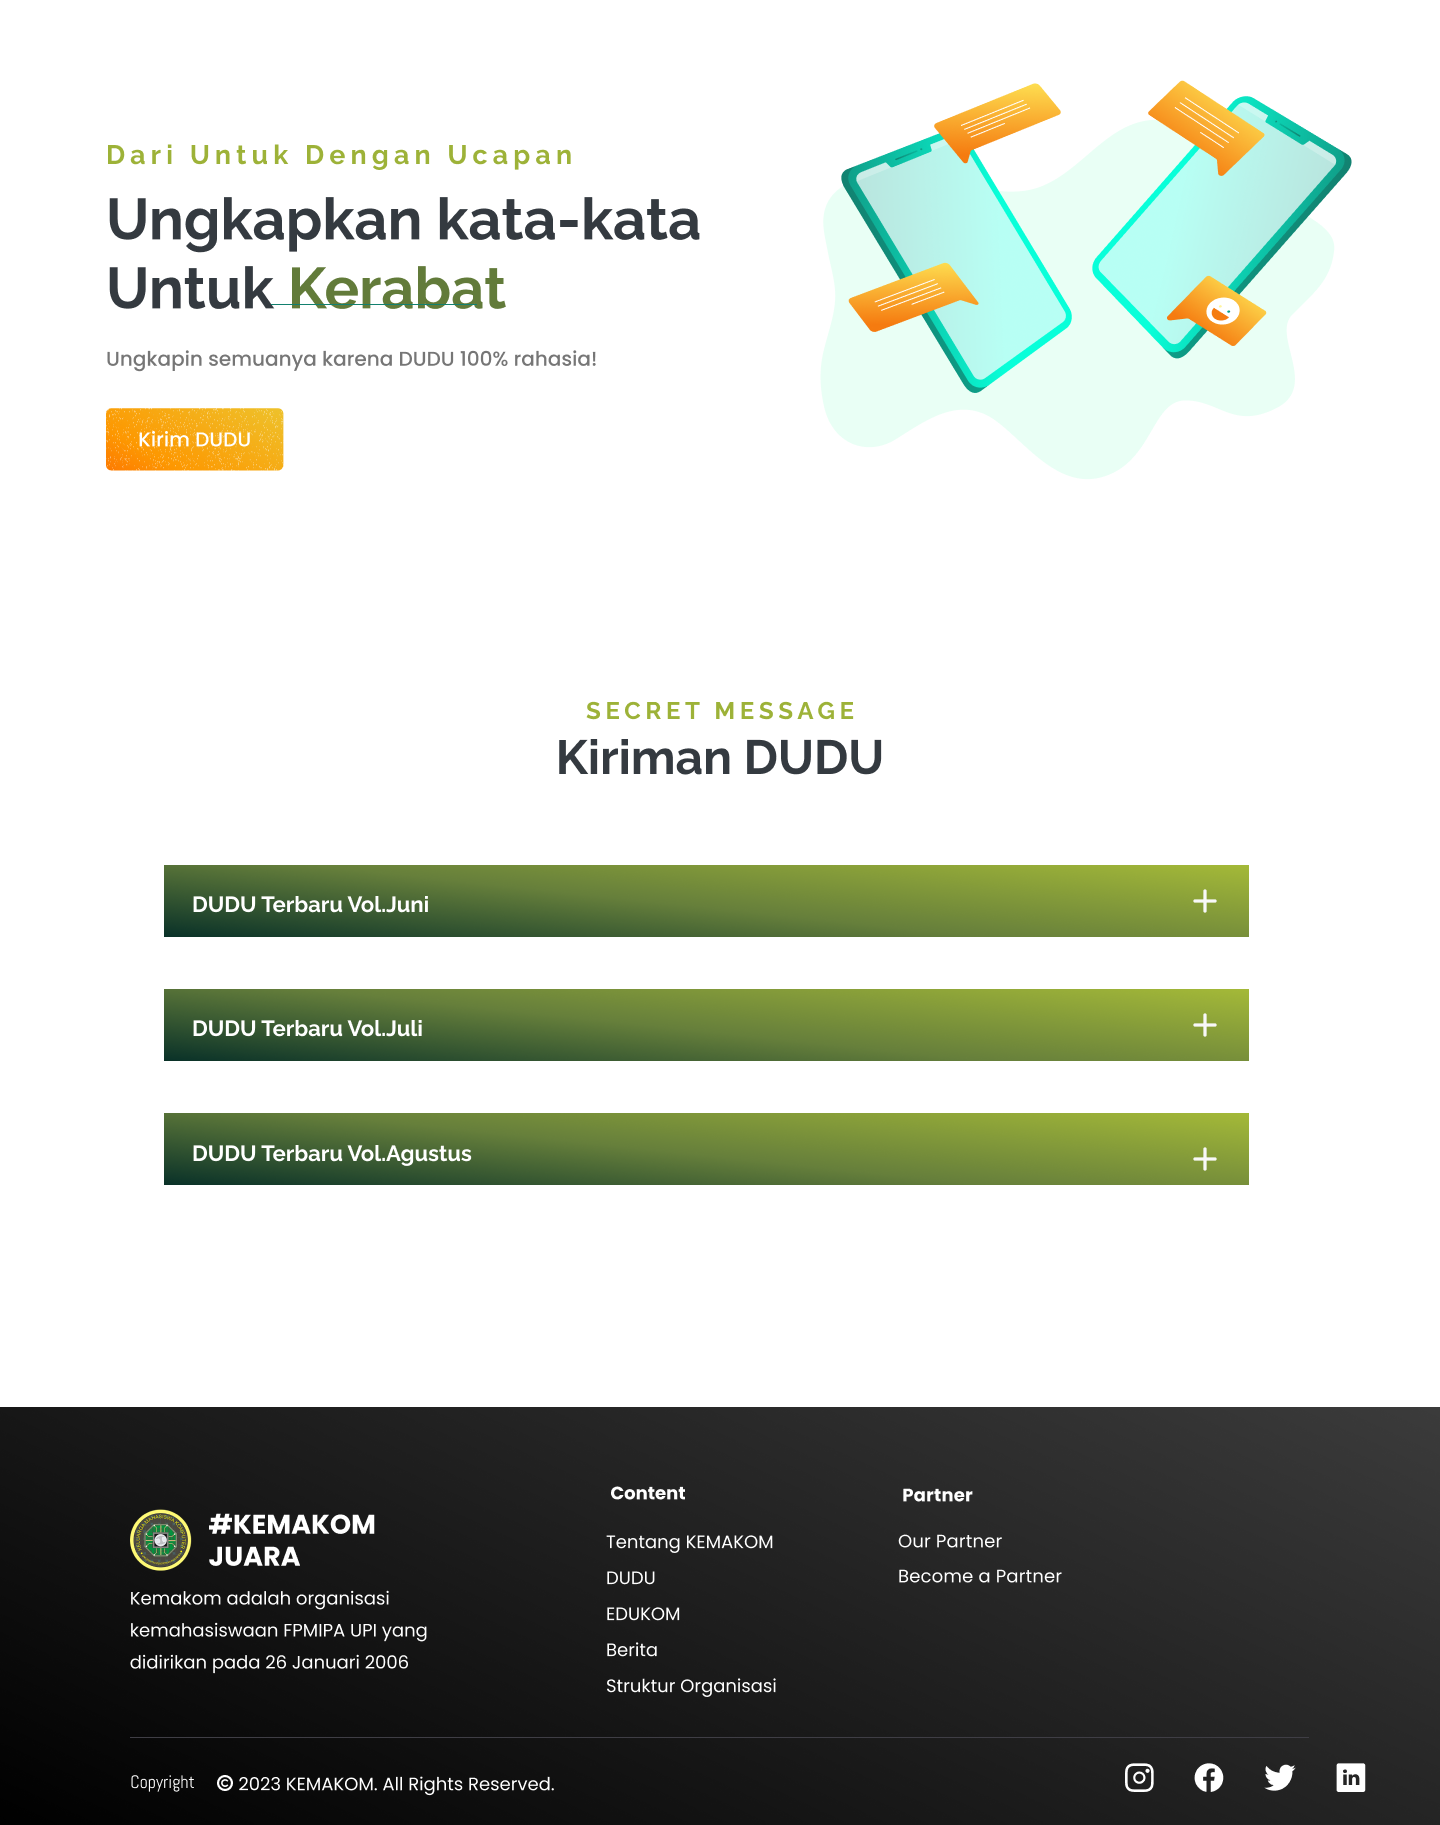 Dari Untuk Dengan Ucapan
Ungkapkan kata-kata
Untuk Kerabat
Ungkapin semuanya karena DUDU 100% rahasia!
Kirim DUDU
SECRET MESSAGE
Kiriman DUDU
DUDU Terbaru Vol.Juni
DUDU Terbaru Vol.Juli
DUDU Terbaru Vol.Agustus
#KEMAKOM
JUARA
Kemakom adalah organisasi
kemahasiswaan FPMIPA UPI yang
didirikan pada 26 Januari 2006
Content
Tentang KEMAKOM
DUDU
EDUKOM
Berita
Struktur Organisasi
Partner
Our Partner
Become a Partner
Copyright © 2023 KEMAKOM. All Rights Reserved.